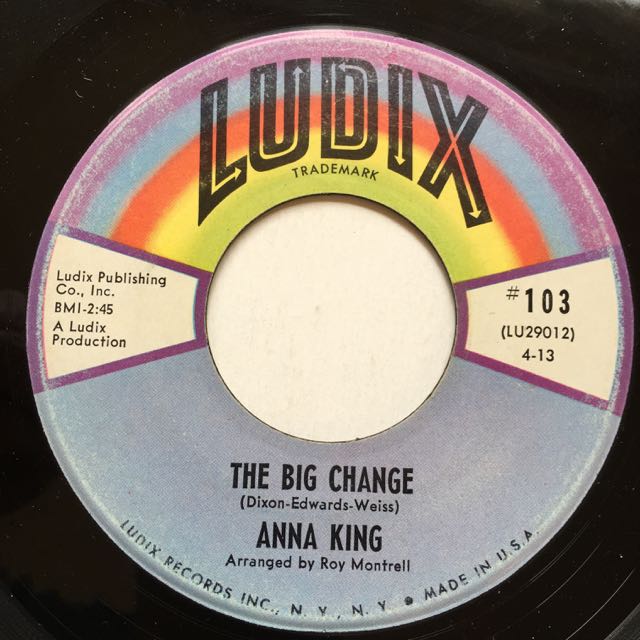 LUDIX
TRADEMARK
Ludix Publishing
Co., Inc.
BMI-2:45
A Ludix
Production
#103
(LU29012)
4-13
THE BIG CHANGE
(Dixon-Edwards-Weiss)
ANNA KING
Arranged by Roy Montrell
LUDIX RECORDS INC., N. Y., N. Y. ● MADE IN U.S.A.